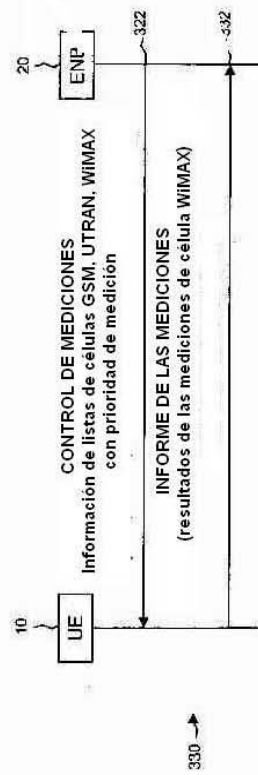 10
20
UE
ENP
CONTROL DE MEDICIONES
Información de listas de células GSM, UTRAN, WiMAX
con prioridad de medición
322
INFORME DE LAS MEDICIONES
(resultados de las mediciones de célula WiMAX)
332
330